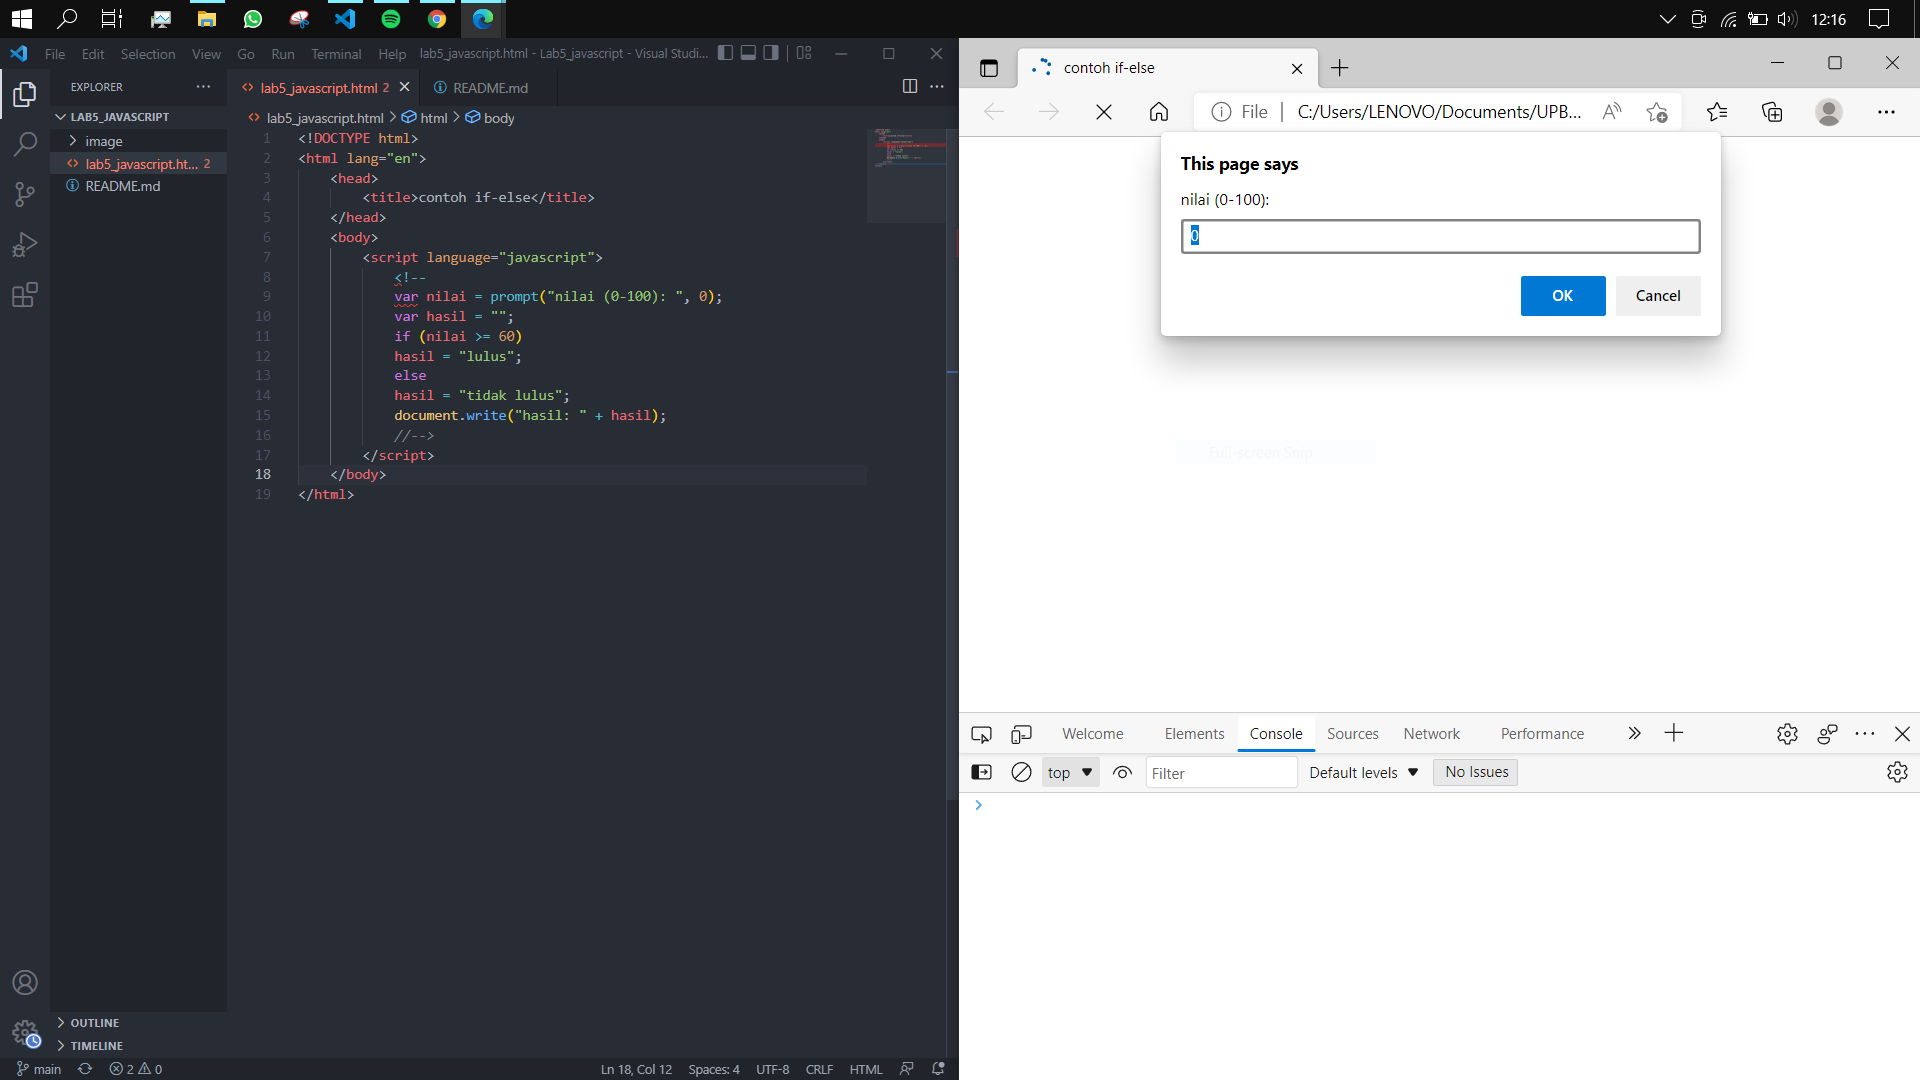 12:16
File Edit Selection View Go Run Terminal Help lab5_javascript.html - Lab5_javascript - Visual Studi...
EXPLORER
LAB5_JAVASCRIPT
image
lab5_javascript.ht... 2
README.md
OUTLINE
TIMELINE
lab5_javascript.html 2
README.md
lab5_javascript.html > html > body
1 <!DOCTYPE html>
2 <html lang="en">
3 <head>
4 <title>contoh if-else</title>
5 </head>
6 <body>
7 <script language="javascript">
8 <!--
9 var nilai = prompt("nilai (0-100): ", 0);
10 var hasil = "";
11 if (nilai >= 60)
12 hasil = "lulus";
13 else
14 hasil = "tidak lulus";
15 document.write("hasil: " + hasil);
16 //-->
17 </script>
18 </body>
19 </html>
main 2 0 Ln 18, Col 12 Spaces: 4 UTF-8 CRLF HTML
contoh if-else
File C:/Users/LENOVO/Documents/UPB...
This page says
nilai (0-100):
0
OK Cancel
Full-screen Snip
Welcome Elements Console Sources Network Performance
top Filter Default levels No Issues